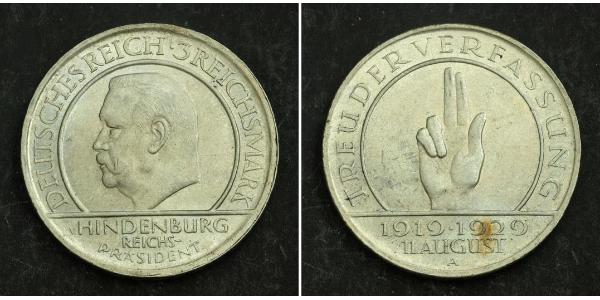 DEUTSCHES REICH · 3 REICHSMARK
HINDENBURG
REICHS-
PRÄSIDENT
TREU DER VERFASSUNG
1919·1929
11. AUGUST
A